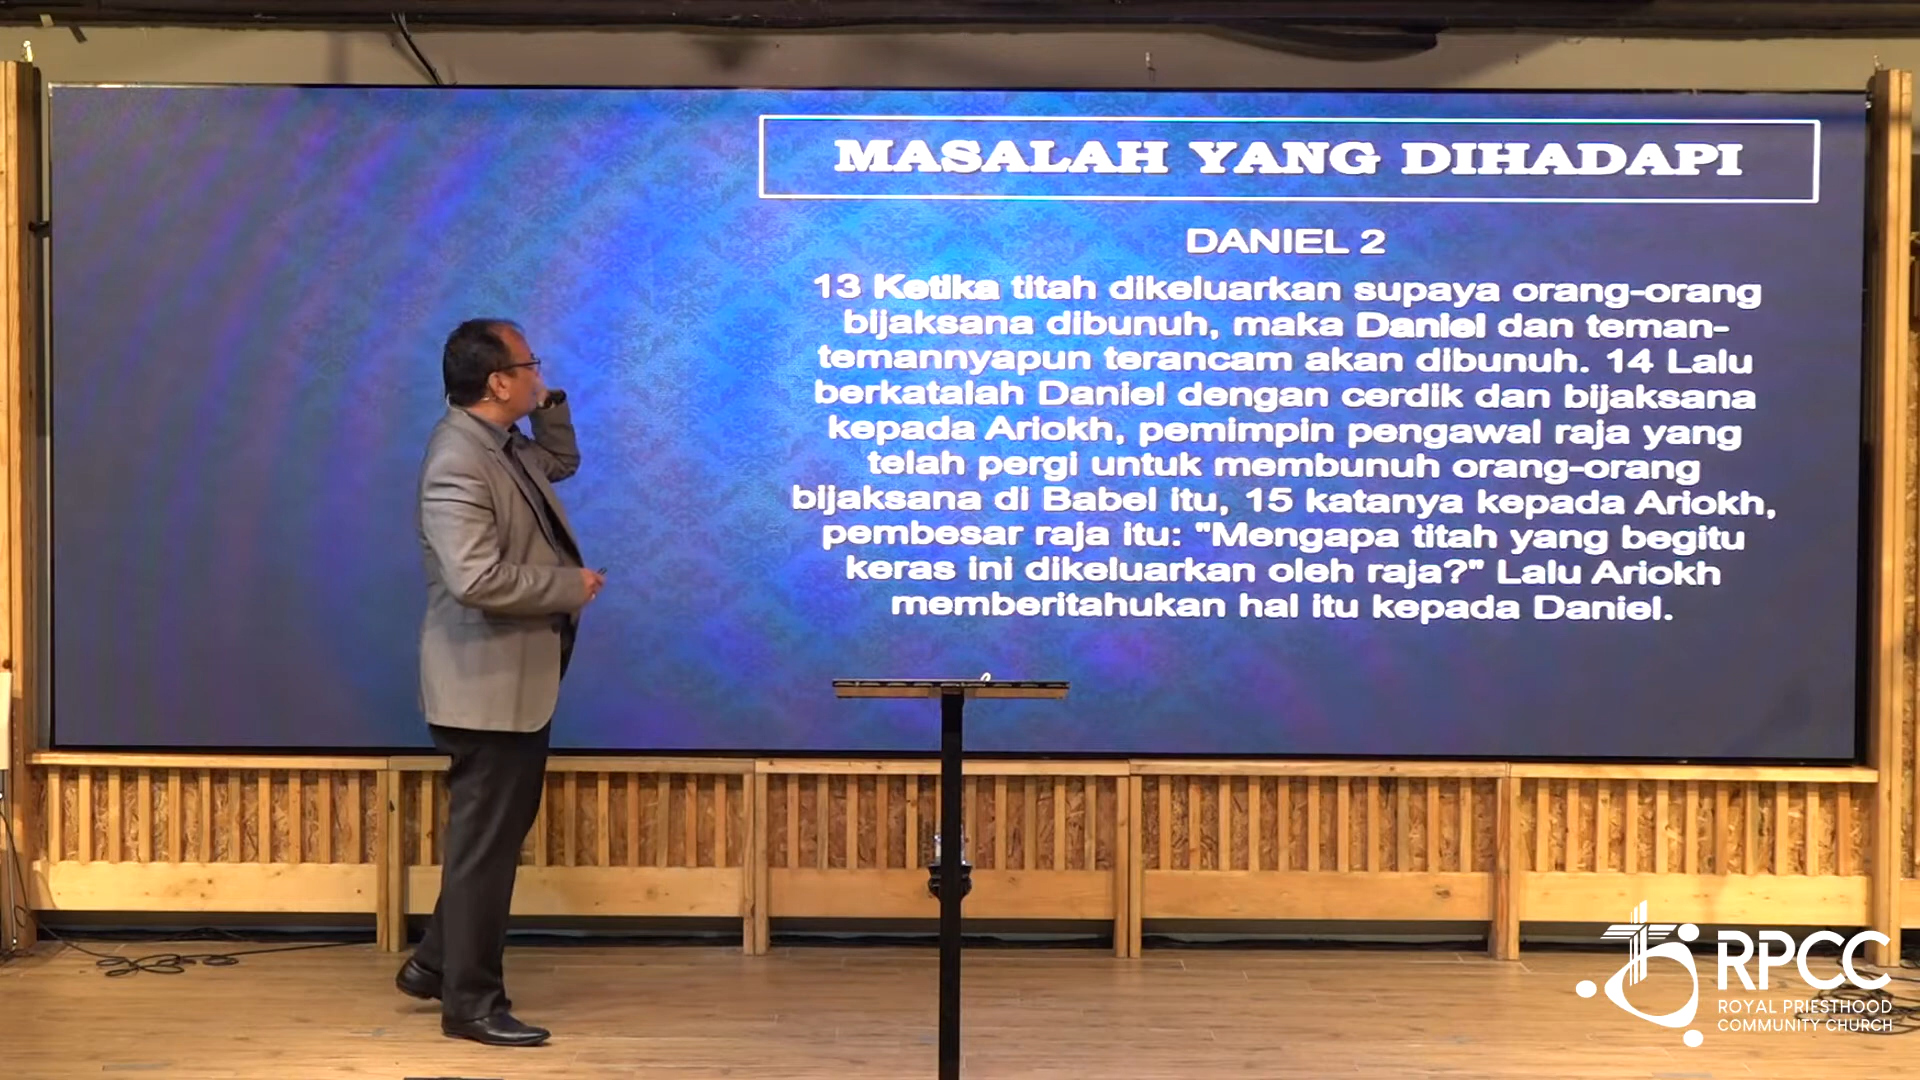 MASALAH YANG DIHADAPI
DANIEL 2
13 Ketika titah dikeluarkan supaya orang-orang
bijaksana dibunuh, maka Daniel dan teman-
temannyapun terancam akan dibunuh. 14 Lalu
berkatalah Daniel dengan cerdik dan bijaksana
kepada Ariokh, pemimpin pengawal raja yang
telah pergi untuk membunuh orang-orang
bijaksana di Babel itu, 15 katanya kepada Ariokh,
pembesar raja itu: "Mengapa titah yang begitu
keras ini dikeluarkan oleh raja?" Lalu Ariokh
memberitahukan hal itu kepada Daniel.
RPCC
ROYAL PRIESTHOOD
COMMUNITY CHURCH